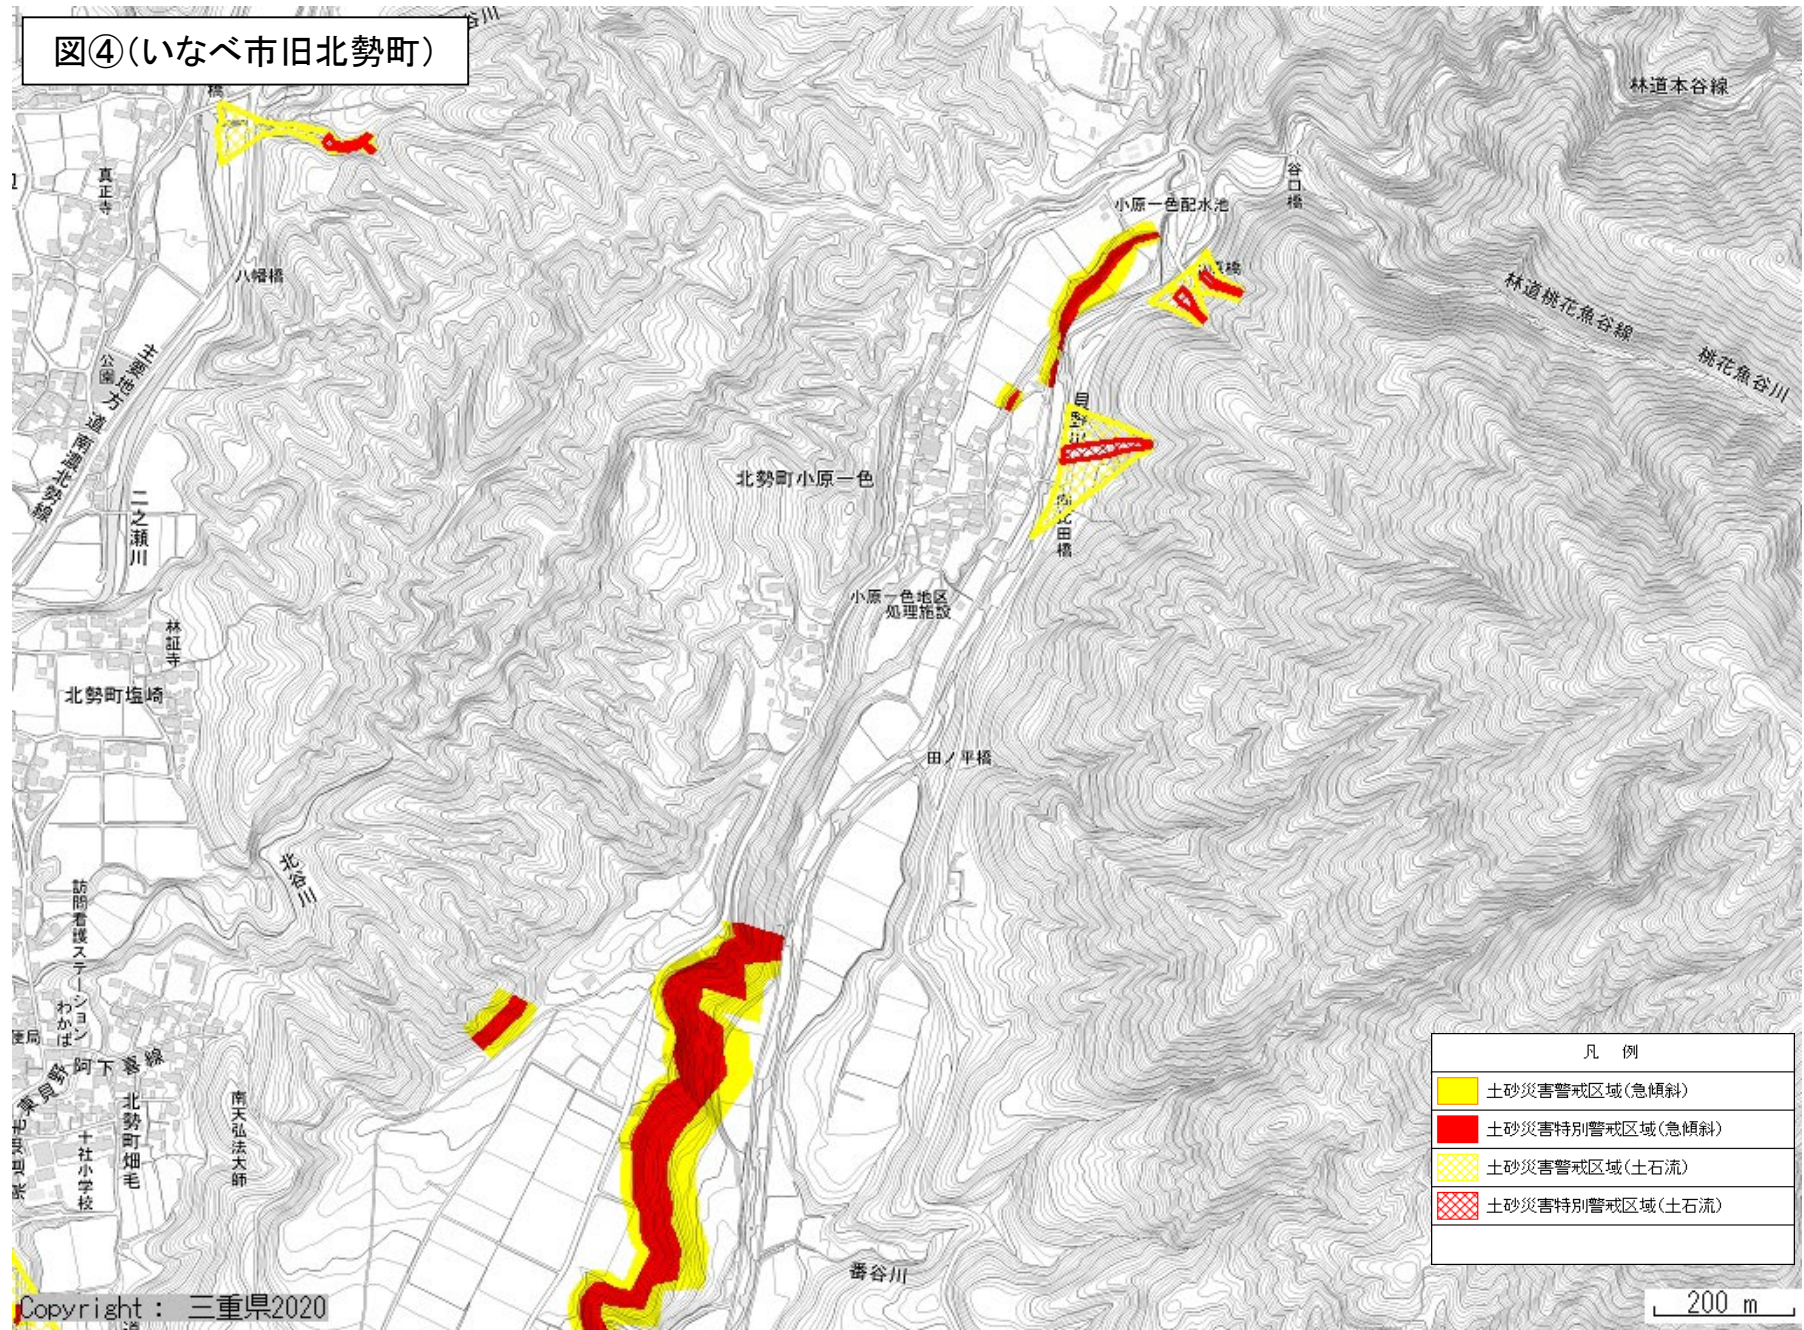 図④(いなべ市旧北勢町)
谷川
橋
林道本谷線
真正寺
谷口橋
小原一色配水池
八幡橋
林道桃花魚谷線
桃花魚谷川
公園
主要地方道南濃北勢線
北勢町小原一色
二之瀬川
小原一色地区
処理施設
林証寺
北勢町塩崎
田ノ平橋
北谷川
訪問看護ステーション
わかば
便局
東貝野阿下喜線
北勢町畑毛
十社小学校
南天弘法大師
番谷川
凡 例
土砂災害警戒区域(急傾斜)
土砂災害特別警戒区域(急傾斜)
土砂災害警戒区域(土石流)
土砂災害特別警戒区域(土石流)
道
Copyright : 三重県2020
200 m